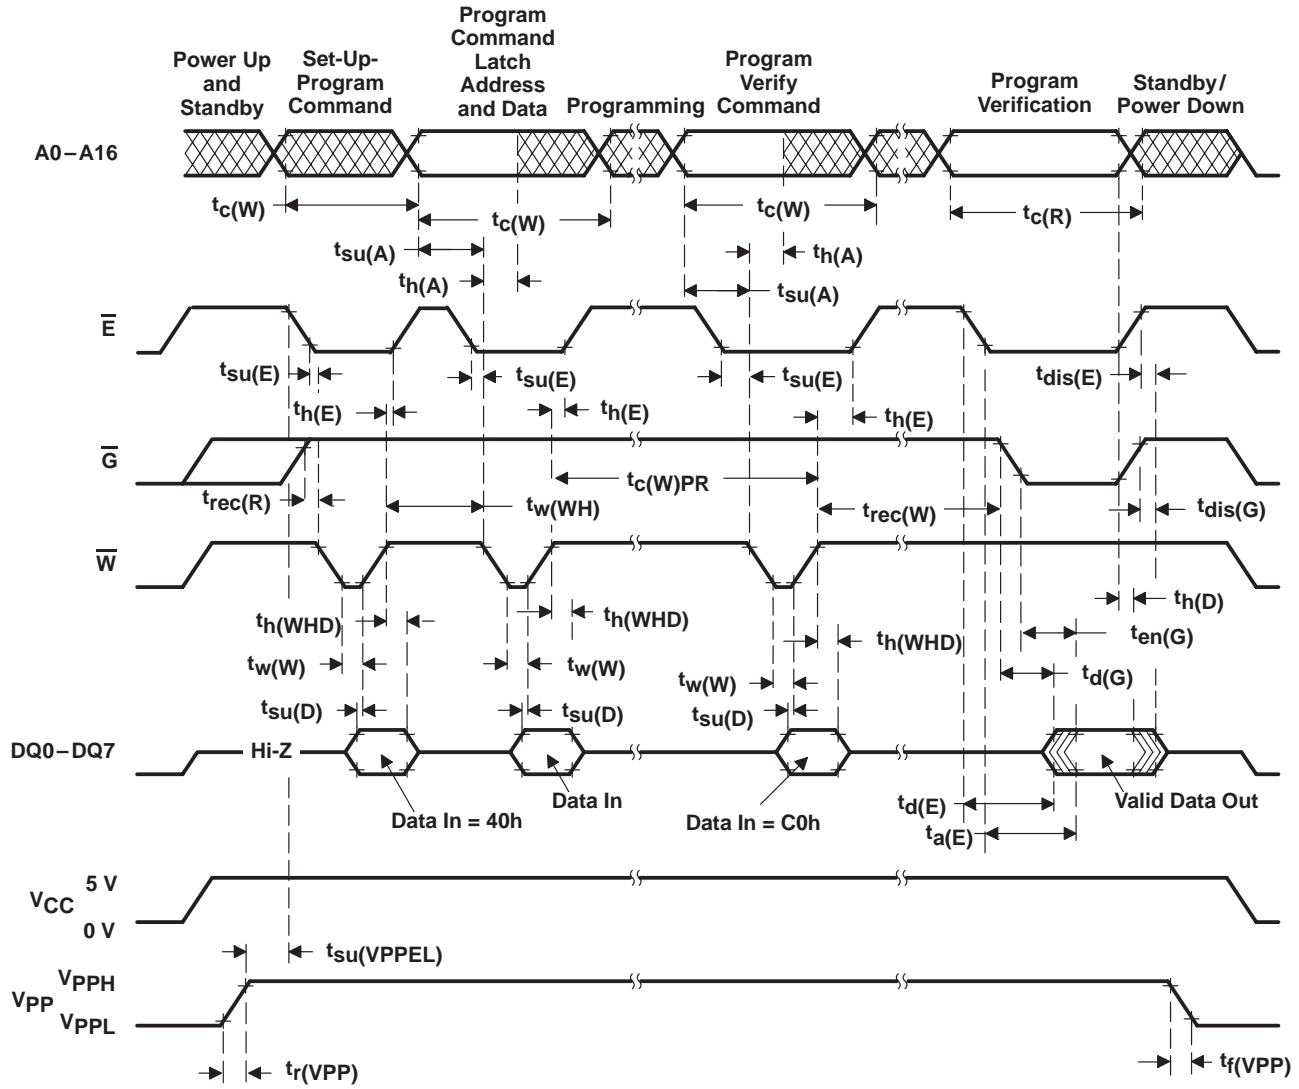 Power Up
and
Standby
Set-Up-
Program
Command
Program
Command
Latch
Address
and Data
Programming
Program
Verify
Command
Program
Verification
Standby/
Power Down
A0–A16
tc(W)
tc(W)
tc(W)
tc(R)
tsu(A)
th(A)
th(A)
tsu(A)
E
tsu(E)
tsu(E)
tsu(E)
tdis(E)
th(E)
th(E)
th(E)
G
tc(W)PR
trec(R)
tw(WH)
trec(W)
tdis(G)
W
th(D)
th(WHD)
th(WHD)
th(WHD)
ten(G)
tw(W)
tw(W)
tw(W)
td(G)
tsu(D)
tsu(D)
tsu(D)
DQ0–DQ7
Hi-Z
Data In = 40h
Data In
Data In = C0h
Valid Data Out
td(E)
ta(E)
5 V
VCC
0 V
tsu(VPPEL)
VPPH
VPP
VPPL
tr(VPP)
tf(VPP)